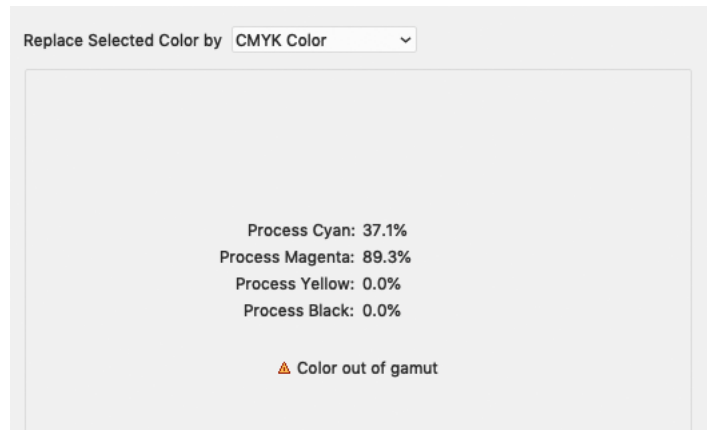 Replace Selected Color by CMYK Color
Process Cyan: 37.1%
Process Magenta: 89.3%
Process Yellow: 0.0%
Process Black: 0.0%
Color out of gamut